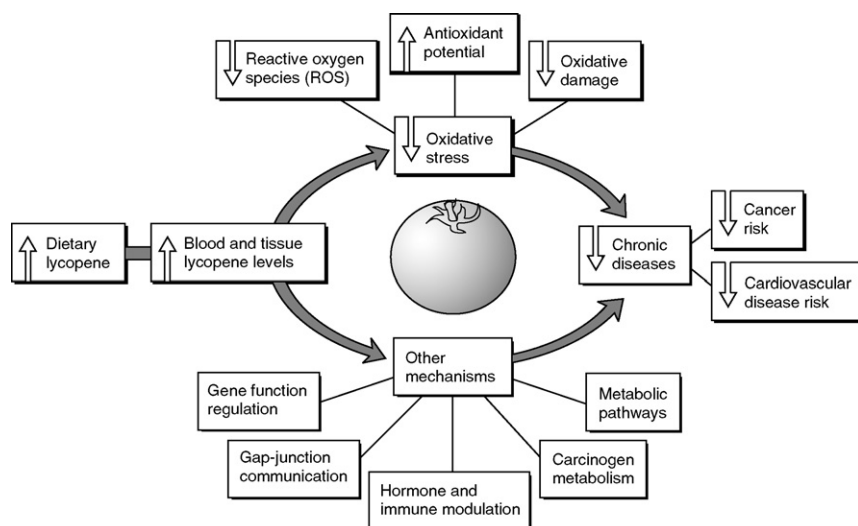 Reactive oxygen
species (ROS)
Antioxidant
potential
Oxidative
damage
Oxidative
stress
Dietary
lycopene
Blood and tissue
lycopene levels
Chronic
diseases
Cancer
risk
Cardiovascular
disease risk
Other
mechanisms
Gene function
regulation
Gap-junction
communication
Hormone and
immune modulation
Carcinogen
metabolism
Metabolic
pathways